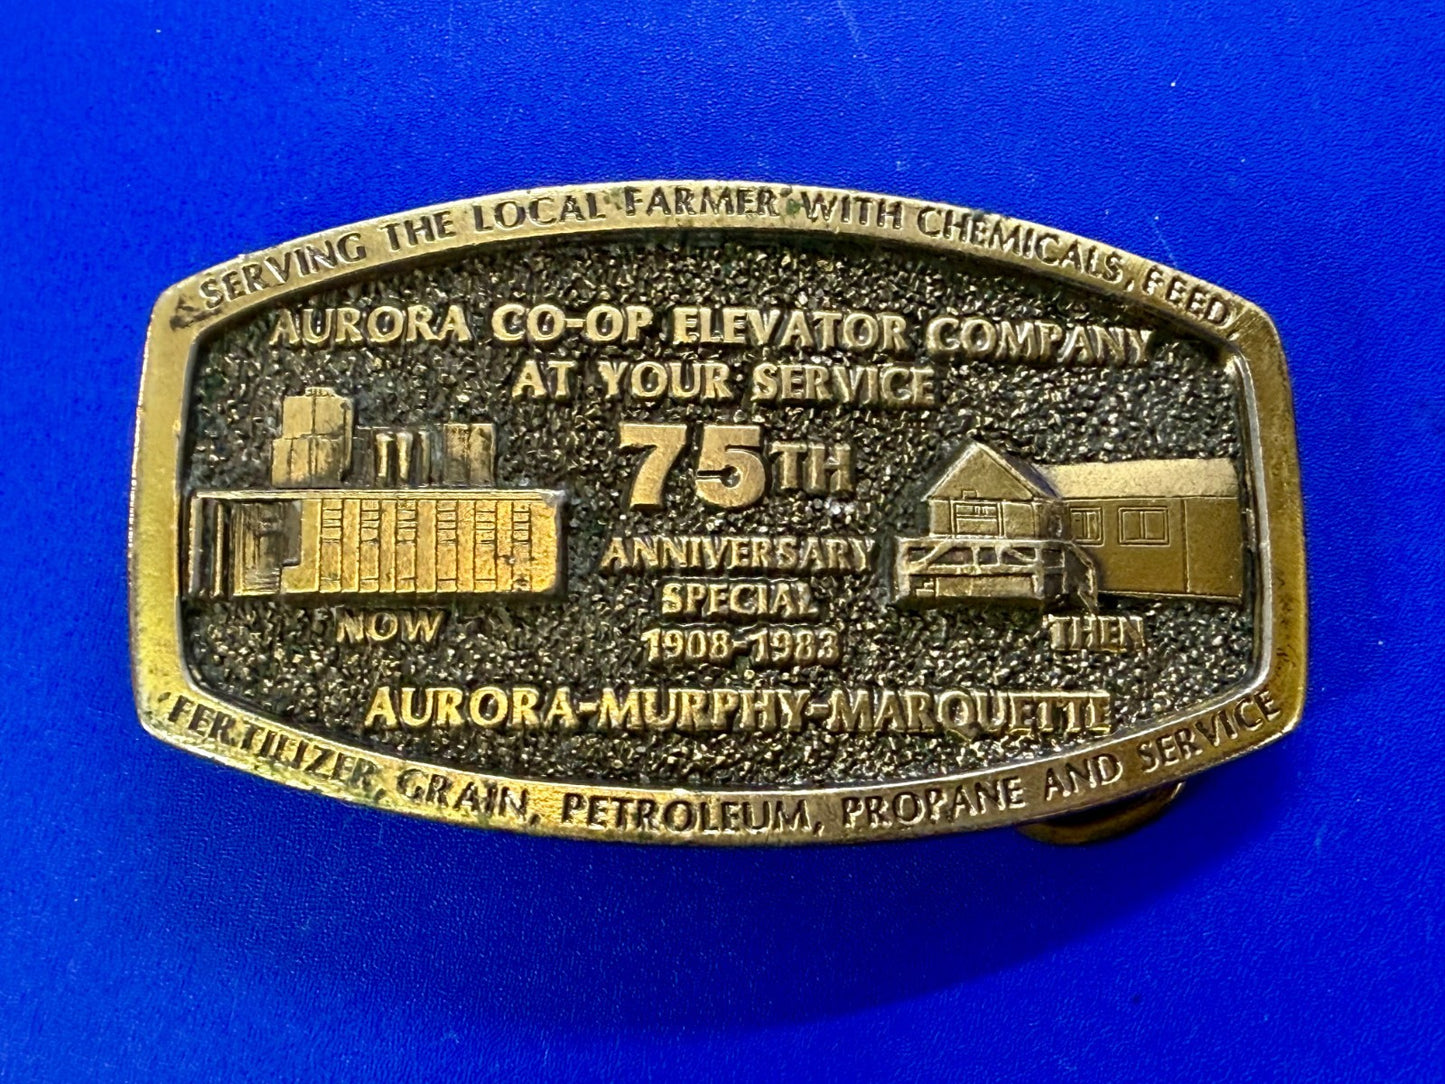 SERVING THE LOCAL FARMER WITH CHEMICALS, FEED,
AURORA CO-OP ELEVATOR COMPANY
AT YOUR SERVICE
75TH
ANNIVERSARY
SPECIAL
1908-1983
NOW
THEN
AURORA-MURPHY-MARQUETTE
FERTILIZER, GRAIN, PETROLEUM, PROPANE AND SERVICE